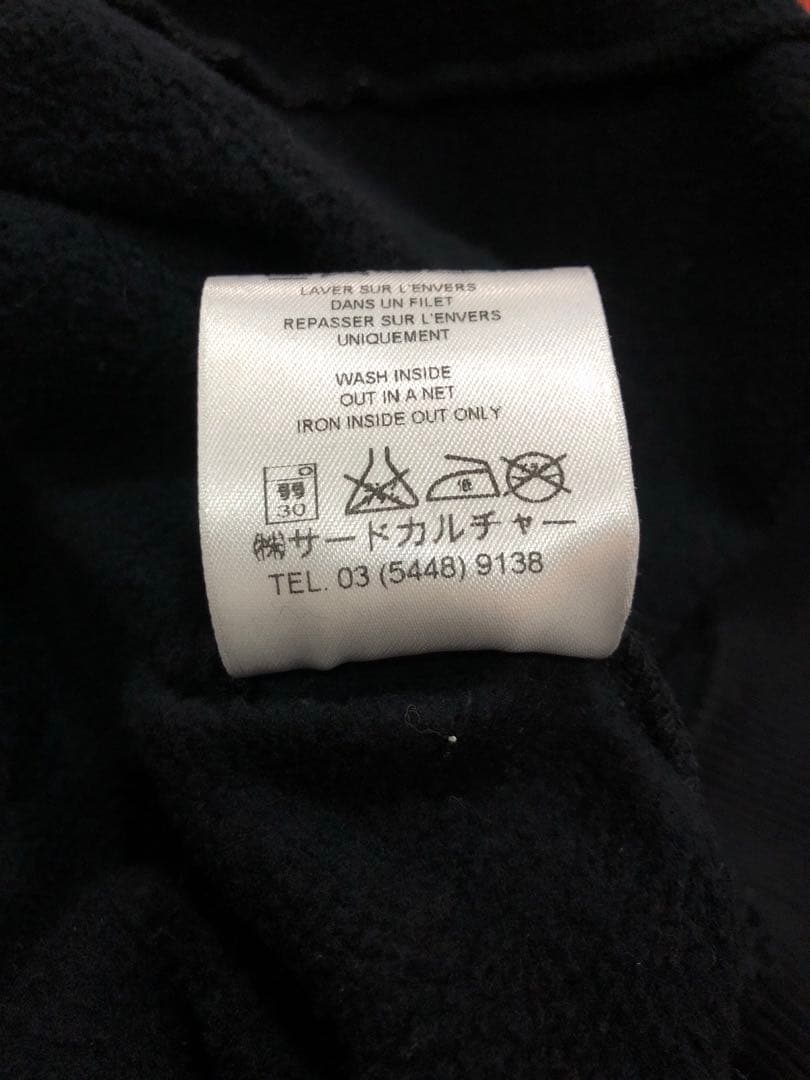 LAVER SUR L'ENVERS
DANS UN FILET
REPASSER SUR L'ENVERS
UNIQUEMENT
WASH INSIDE
OUT IN A NET
IRON INSIDE OUT ONLY
30
㈱サードカルチャー
TEL. 03 (5448) 9138